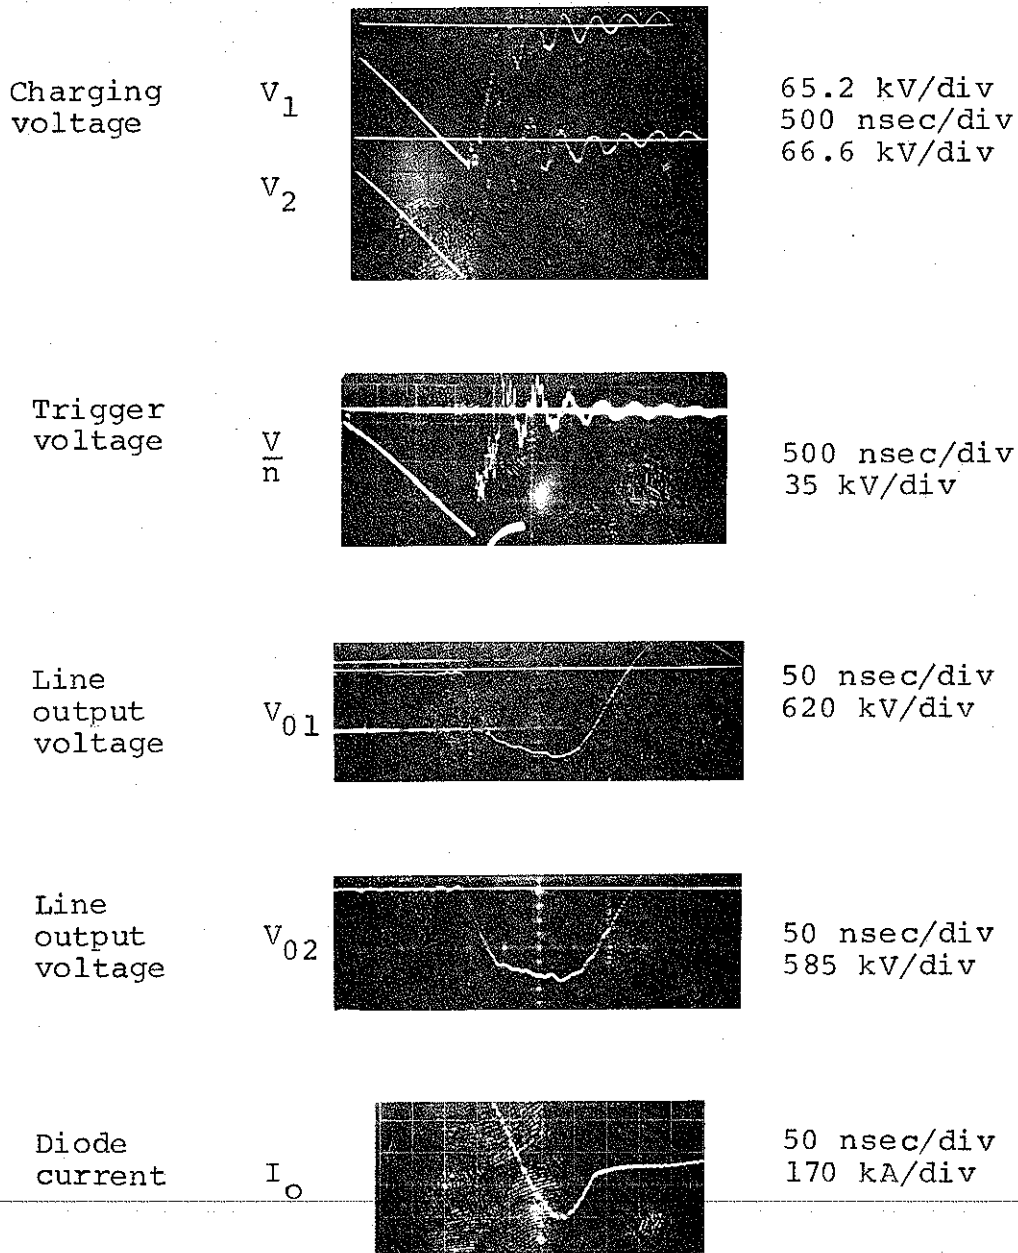 Charging
voltage
V1
V2
65.2 kV/div
500 nsec/div
66.6 kV/div
Trigger
voltage
V
n
500 nsec/div
35 kV/div
Line
output
voltage
V01
50 nsec/div
620 kV/div
Line
output
voltage
V02
50 nsec/div
585 kV/div
Diode
current
Io
50 nsec/div
170 kA/div